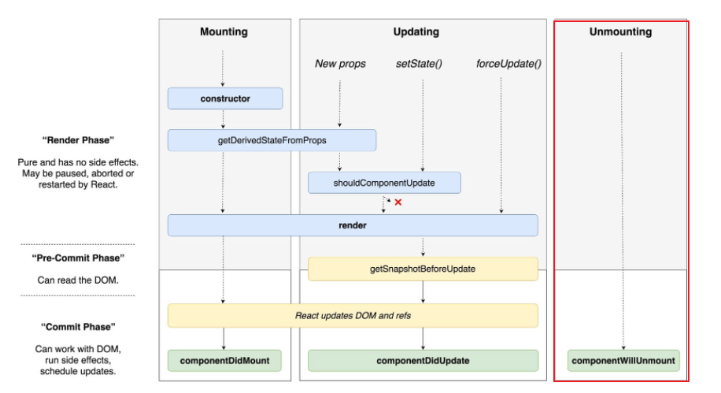 Mounting
Updating
Unmounting
New props
setState()
forceUpdate()
constructor
"Render Phase"
Pure and has no side effects.
May be paused, aborted or
restarted by React.
getDerivedStateFromProps
shouldComponentUpdate
render
"Pre-Commit Phase"
Can read the DOM.
getSnapshotBeforeUpdate
React updates DOM and refs
"Commit Phase"
Can work with DOM,
run side effects,
schedule updates.
componentDidMount
componentDidUpdate
componentWillUnmount